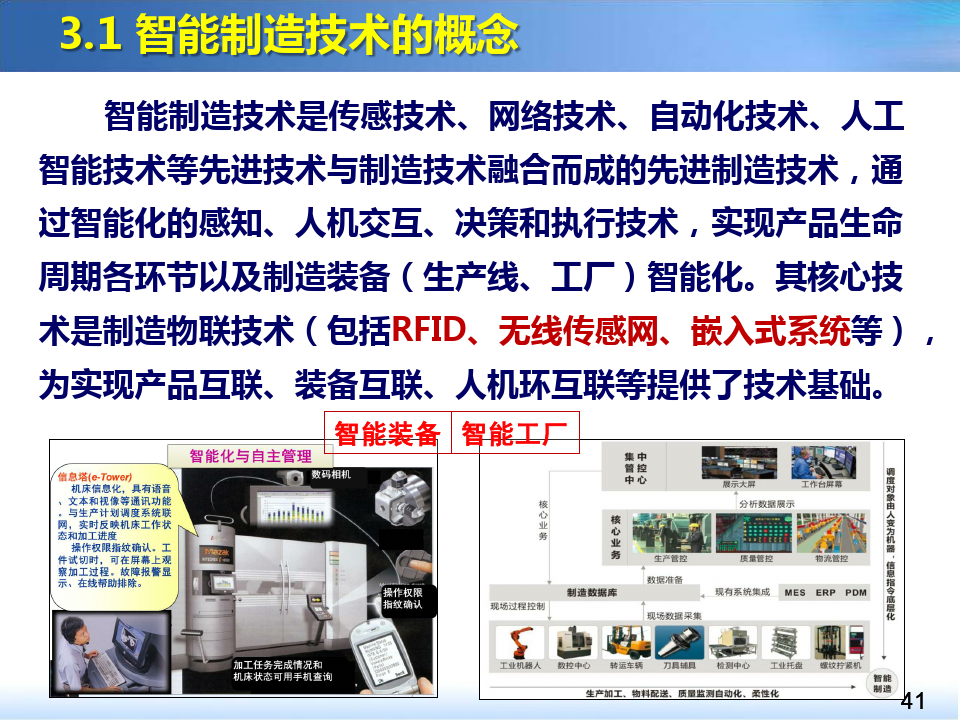 3.1 智能制造技术的概念
智能制造技术是传感技术、网络技术、自动化技术、人工
智能技术等先进技术与制造技术融合而成的先进制造技术，通
过智能化的感知、人机交互、决策和执行技术，实现产品生命
周期各环节以及制造装备（生产线、工厂）智能化。其核心技
术是制造物联技术（包括RFID、无线传感网、嵌入式系统等），
为实现产品互联、装备互联、人机环互联等提供了技术基础。
智能装备
智能工厂
智能化与自主管理
信息塔(e-Tower)
机床信息化，具有语音
、文本和视像等通讯功能
。与生产计划调度系统联
网，实时反映机床工作状
态和加工进度
操作权限指纹确认。工
件试切时，可在屏幕上观
察加工过程。故障报警显
示、在线帮助排除。
数码相机
Mazak
操作权限
指纹确认
加工任务完成情况和
机床状态可用手机查询
集中
管控
中心
展示大屏
工作台屏幕
分析数据展示
核心业务
核心业务
生产管控
质量管控
物流管控
数据准备
制造数据库
现有系统集成
MES ERP PDM
现场过程控制
现场数据采集
工业机器人
数控中心
转运车辆
刀具辅具
检测中心
工业托盘
螺纹拧紧机
生产加工、物料配送、质量监测自动化、柔性化
调度对象由人变为机器，信息指令底层化
智能
制造
41